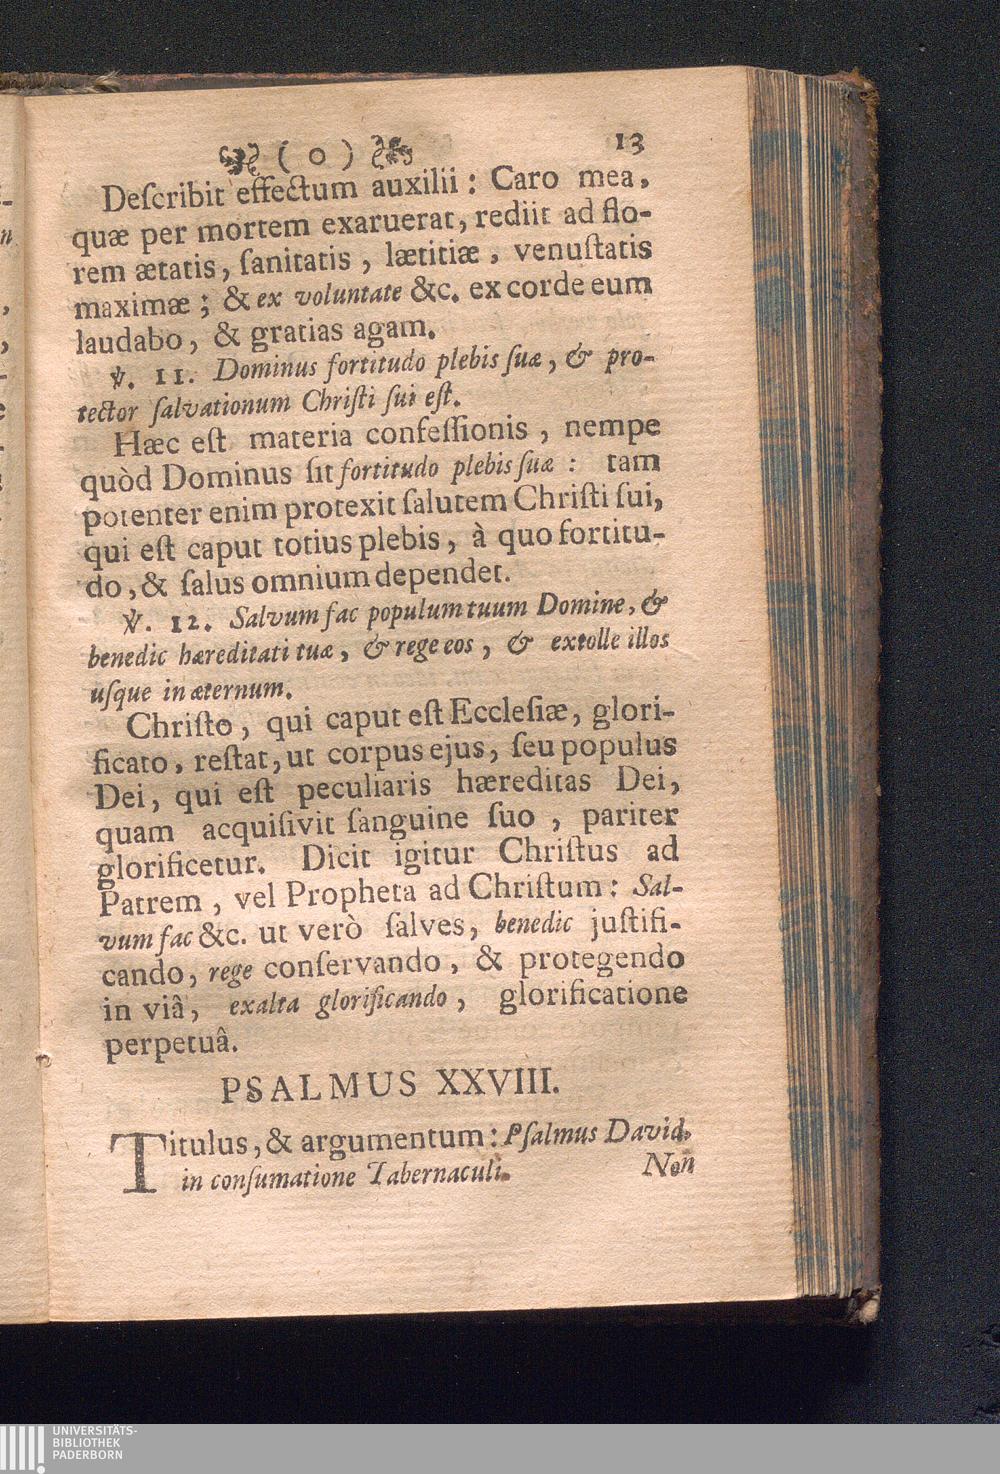 ( o ) 13
Deſcribit effectum auxilii : Caro mea,
quæ per mortem exaruerat, rediit ad flo-
rem ætatis, ſanitatis , lætitiæ , venuſtatis
maximæ ; & ex voluntate &c. ex corde eum
laudabo, & gratias agam.
℣. 11. Dominus fortitudo plebis ſuæ, & pro-
tector ſalvationum Chriſti ſui eſt.
Hæc eſt materia confeſſionis , nempe
quòd Dominus ſit fortitudo plebis ſuæ : tam
potenter enim protexit ſalutem Chriſti ſui,
qui eſt caput totius plebis, à quo fortitu-
do, & ſalus omnium dependet.
℣. 12. Salvum fac populum tuum Domine, &
benedic hæreditati tuæ, & rege eos , & extolle illos
uſque in æternum.
Chriſto, qui caput eſt Eccleſiæ, glori-
ficato, reſtat, ut corpus ejus, ſeu populus
Dei, qui eſt peculiaris hæreditas Dei,
quam acquiſivit ſanguine ſuo , pariter
glorificetur. Dicit igitur Chriſtus ad
Patrem , vel Propheta ad Chriſtum : Sal-
vum fac &c. ut verò ſalves, benedic juſtifi-
cando, rege conſervando, & protegendo
in viâ, exalta glorificando , glorificatione
perpetuâ.
PSALMUS XXVIII.
Titulus, & argumentum : Pſalmus David,
in conſumatione Tabernaculi. Non
UNIVERSITÄTS-
BIBLIOTHEK
PADERBORN